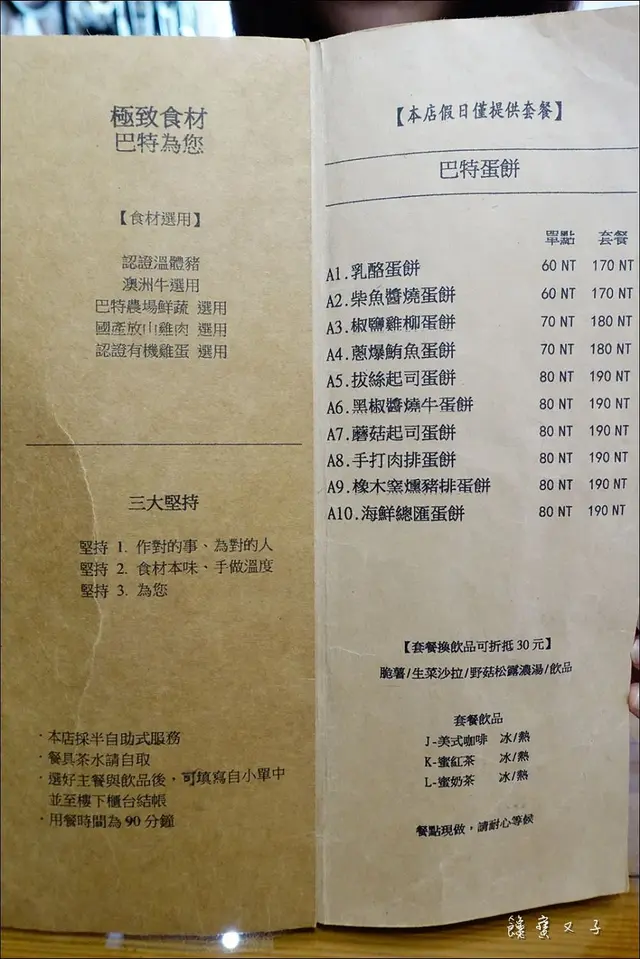 極致食材
巴特為您
【食材選用】
認證溫體豬
澳洲牛選用
巴特農場鮮蔬 選用
國產放山雞肉 選用
認證有機雞蛋 選用
三大堅持
堅持 1. 作對的事、為對的人
堅持 2. 食材本味、手做溫度
堅持 3. 為您
·本店採半自助式服務
·餐具茶水請自取
·選好主餐與飲品後，可填寫自小單中
並至樓下櫃台結帳
·用餐時間為 90 分鐘
【本店假日僅提供套餐】
巴特蛋餅
單點 套餐
A1.乳酪蛋餅 60 NT 170 NT
A2.柴魚醬燒蛋餅 60 NT 170 NT
A3.椒鹽雞柳蛋餅 70 NT 180 NT
A4.蔥爆鮪魚蛋餅 70 NT 180 NT
A5.拔絲起司蛋餅 80 NT 190 NT
A6.黑椒醬燒牛蛋餅 80 NT 190 NT
A7.蘑菇起司蛋餅 80 NT 190 NT
A8.手打肉排蛋餅 80 NT 190 NT
A9.橡木窯燻豬排蛋餅 80 NT 190 NT
A10.海鮮總匯蛋餅 80 NT 190 NT
【套餐換飲品可折抵 30 元】
脆薯/生菜沙拉/野菇松露濃湯/飲品
套餐飲品
J-美式咖啡 冰/熱
K-蜜紅茶 冰/熱
L-蜜奶茶 冰/熱
餐點現做，請耐心等候
饞寶叉子